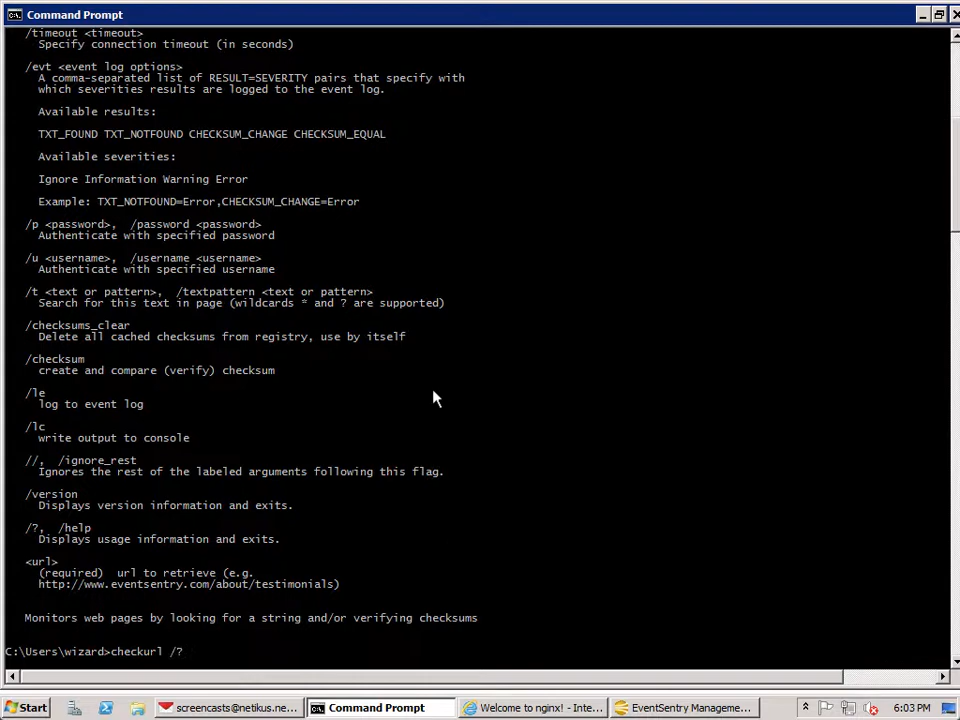 Command Prompt
/timeout <timeout>
Specify connection timeout (in seconds)
/evt <event log options>
A comma-separated list of RESULT=SEVERITY pairs that specify with
which severities results are logged to the event log.
Available results:
TXT_FOUND TXT_NOTFOUND CHECKSUM_CHANGE CHECKSUM_EQUAL
Available severities:
Ignore Information Warning Error
Example: TXT_NOTFOUND=Error,CHECKSUM_CHANGE=Error
/p <password>,  /password <password>
Authenticate with specified password
/u <username>,  /username <username>
Authenticate with specified username
/t <text or pattern>,  /textpattern <text or pattern>
Search for this text in page (wildcards * and ? are supported)
/checksums_clear
Delete all cached checksums from registry, use by itself
/checksum
create and compare (verify) checksum
/le
log to event log
/lc
write output to console
//,  /ignore_rest
Ignores the rest of the labeled arguments following this flag.
/version
Displays version information and exits.
/?,  /help
Displays usage information and exits.
<url>
(required)  url to retrieve (e.g.
http://www.eventsentry.com/about/testimonials)
Monitors web pages by looking for a string and/or verifying checksums
C:\Users\wizard>checkurl /?
Start
screencasts@netikus.ne...
Command Prompt
Welcome to nginx! - Inte...
EventSentry Manageme...
6:03 PM